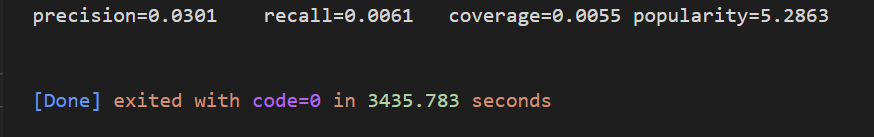 precision=0.0301    recall=0.0061   coverage=0.0055 popularity=5.2863
[Done] exited with code=0 in 3435.783 seconds